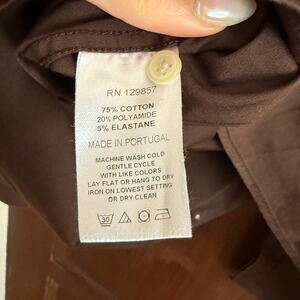 RN 129857
75% COTTON
20% POLYAMIDE
5% ELASTANE
MADE IN PORTUGAL
MACHINE WASH COLD
GENTLE CYCLE
WITH LIKE COLORS
LAY FLAT OR HANG TO DRY
IRON ON LOWEST SETTING
OR DRY CLEAN
30